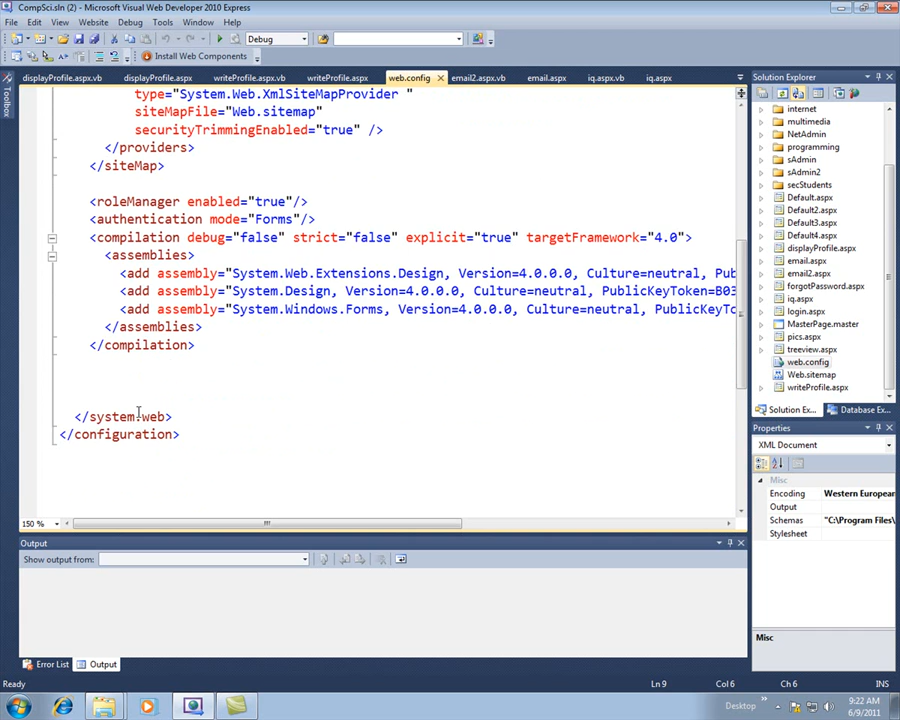 CompSci.sln (2) - Microsoft Visual Web Developer 2010 Express
File Edit View Website Debug Tools Window Help
Debug
Install Web Components
displayProfile.aspx.vb displayProfile.aspx writeProfile.aspx.vb writeProfile.aspx web.config email2.aspx.vb email.aspx iq.aspx.vb iq.aspx
Toolbox
type="System.Web.XmlSiteMapProvider "
siteMapFile="Web.sitemap"
securityTrimmingEnabled="true" />
</providers>
</siteMap>
<roleManager enabled="true"/>
<authentication mode="Forms"/>
<compilation debug="false" strict="false" explicit="true" targetFramework="4.0">
<assemblies>
<add assembly="System.Web.Extensions.Design, Version=4.0.0.0, Culture=neutral, Pu
<add assembly="System.Design, Version=4.0.0.0, Culture=neutral, PublicKeyToken=B03
<add assembly="System.Windows.Forms, Version=4.0.0.0, Culture=neutral, PublicKeyTo
</assemblies>
</compilation>
</system.web>
</configuration>
150 %
Output
Show output from:
Error List Output
Solution Explorer
internet
multimedia
NetAdmin
programming
sAdmin
sAdmin2
secStudents
Default.aspx
Default2.aspx
Default3.aspx
Default4.aspx
displayProfile.aspx
email.aspx
email2.aspx
forgotPassword.aspx
iq.aspx
login.aspx
MasterPage.master
pics.aspx
treeview.aspx
web.config
Web.sitemap
writeProfile.aspx
Solution Ex... Database Ex...
Properties
XML Document
Misc
Encoding Western European
Output
Schemas "C:\Program Files\
Stylesheet
Misc
Ready Ln 9 Col 6 Ch 6 INS
Desktop 9:22 AM
6/9/2011